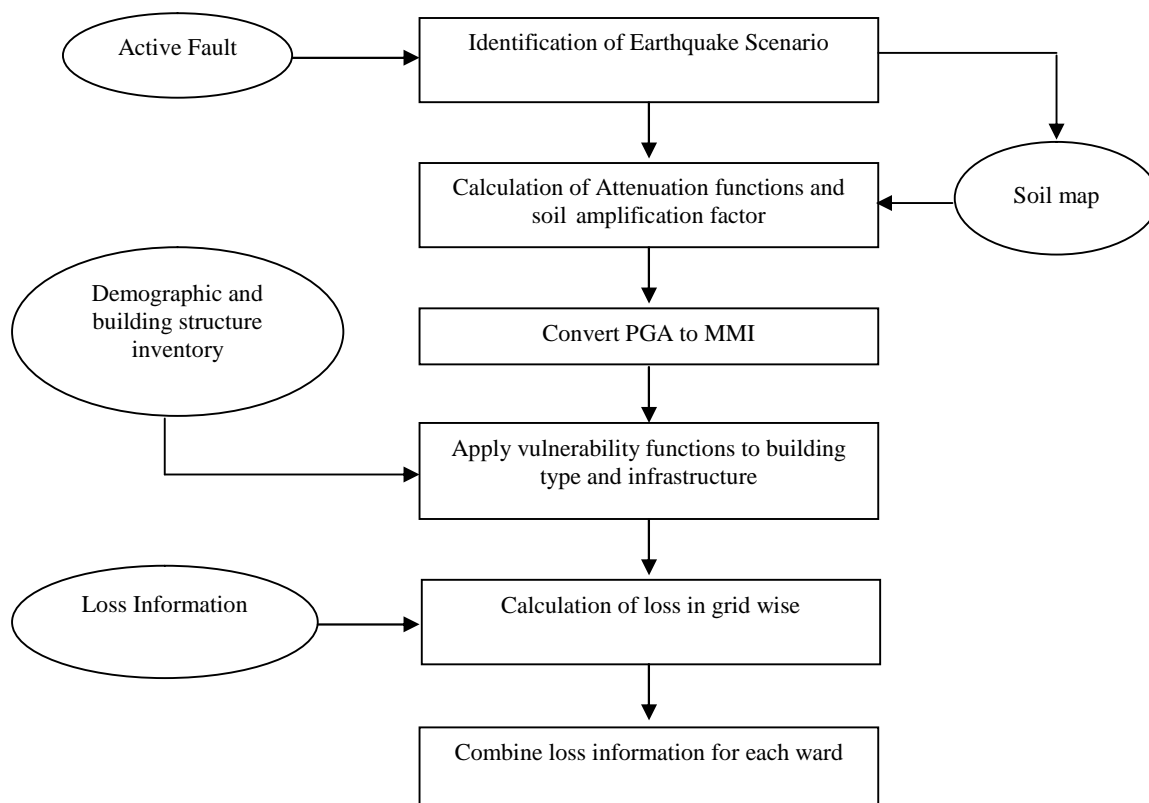 Active Fault
Identification of Earthquake Scenario
Calculation of Attenuation functions and
soil amplification factor
Soil map
Demographic and
building structure
inventory
Convert PGA to MMI
Apply vulnerability functions to building
type and infrastructure
Loss Information
Calculation of loss in grid wise
Combine loss information for each ward